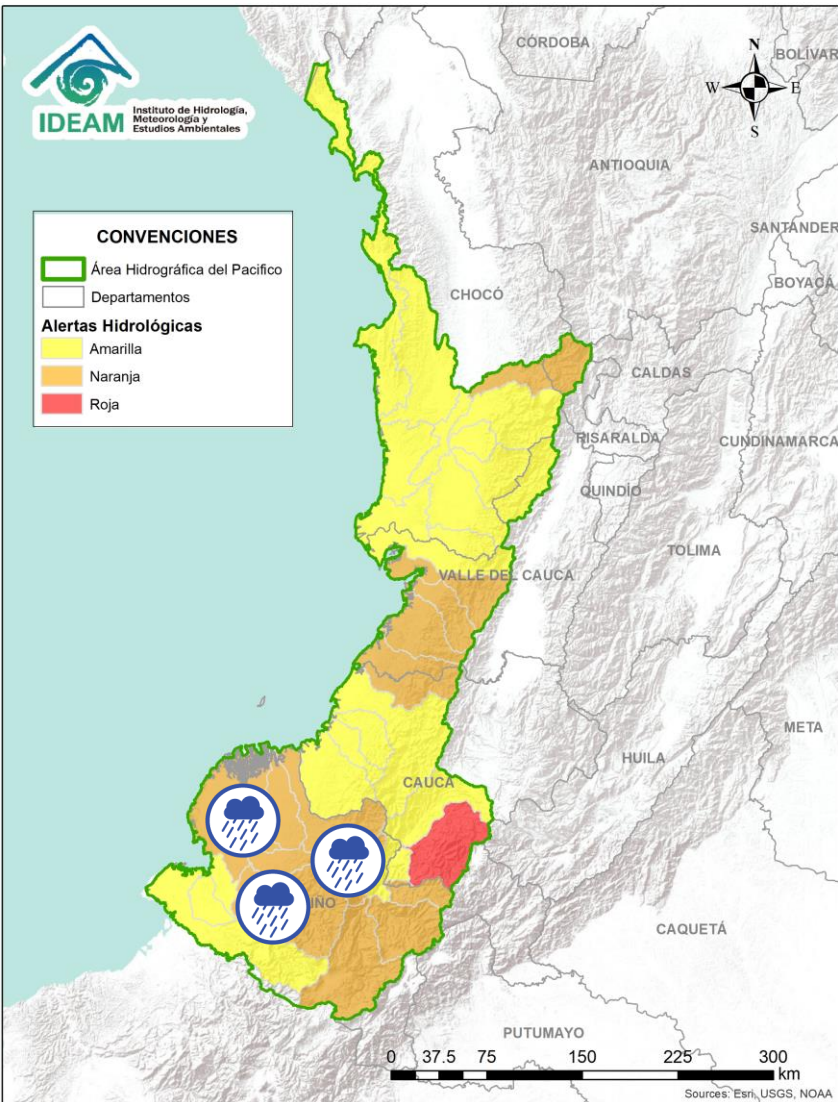 IDEAM
Instituto de Hidrología,
Meteorología y
Estudios Ambientales
N
W
E
S
CÓRDOBA
BOLÍVAR
ANTIOQUIA
SANTANDER
BOYACÁ
CHOCÓ
CONVENCIONES
Área Hidrográfica del Pacifico
Departamentos
Alertas Hidrológicas
Amarilla
Naranja
Roja
CALDAS
RISARALDA
CUNDINAMARCA
QUINDÍO
TOLIMA
VALLE DEL CAUCA
META
HUILA
CAUCA
IÑO
CAQUETÁ
PUTUMAYO
0 37.5 75 150 225 300
km
Sources: Esri, USGS, NOAA